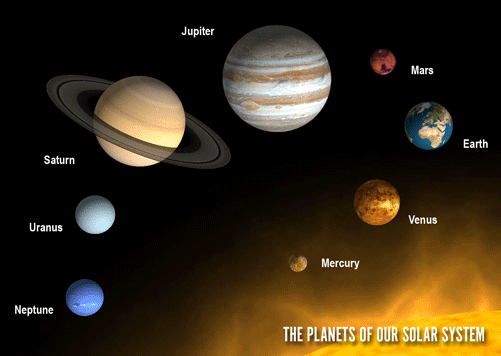 Jupiter
Mars
Earth
Saturn
Venus
Uranus
Mercury
Neptune
THE PLANETS OF OUR SOLAR SYSTEM